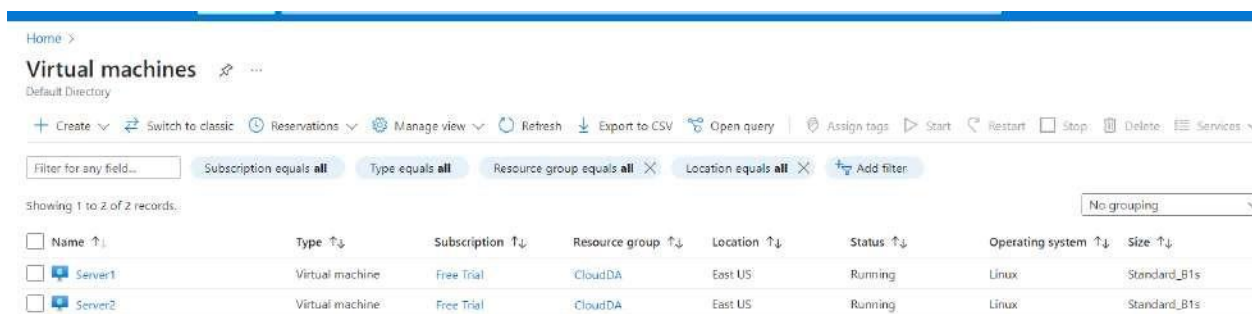 Home >
Virtual machines ...
Default Directory
+ Create Switch to classic Reservations Manage view Refresh Export to CSV Open query Assign tags Start Restart Stop Delete Services
Filter for any field... Subscription equals all Type equals all Resource group equals all Location equals all Add filter
Showing 1 to 2 of 2 records. No grouping
Name Type Subscription Resource group Location Status Operating system Size
Server1 Virtual machine Free Trial CloudDA East US Running Linux Standard_B1s
Server2 Virtual machine Free Trial CloudDA East US Running Linux Standard_B1s